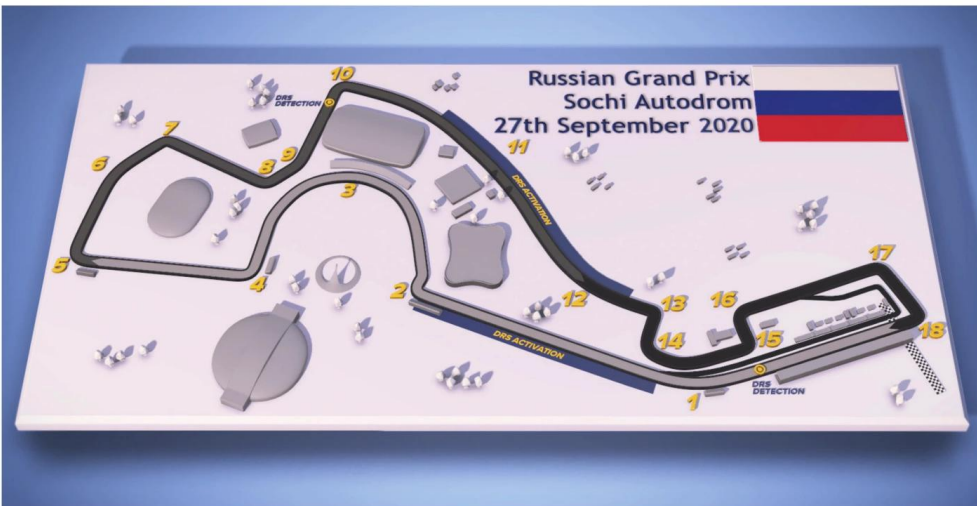 Russian Grand Prix
Sochi Autodrom
27th September 2020
10
DRS
DETECTION
7
11
9
6
8
3
DRS ACTIVATION
17
5
4
2
12
13
16
18
14
15
DRS ACTIVATION
1
DRS
DETECTION